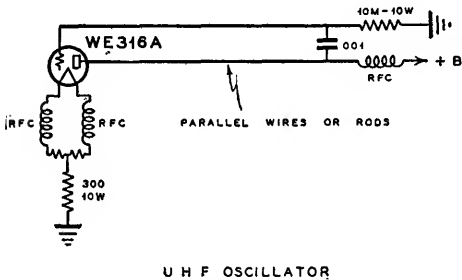 10M-10W
WE316A
.001
RFC
+ B
RFC
RFC
PARALLEL WIRES OR RODS
300
10W
U H F OSCILLATOR